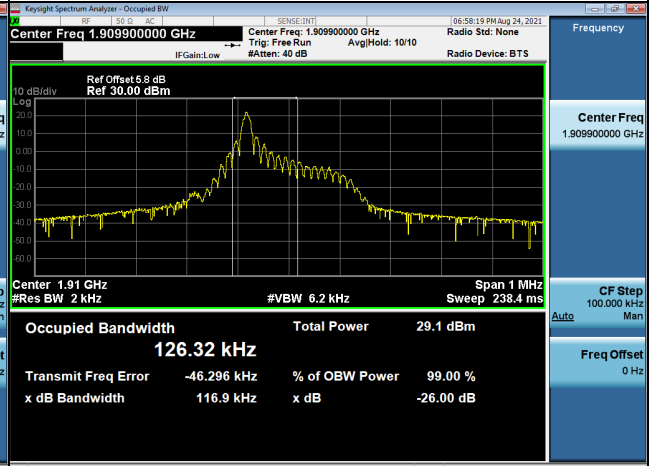 Keysight Spectrum Analyzer - Occupied BW
RF 50 Ω AC SENSE:INT 06:58:19 PM Aug 24, 2021
Center Freq 1.909900000 GHz
Center Freq: 1.909900000 GHz
Radio Std: None
Trig: Free Run Avg|Hold: 10/10
IFGain:Low
#Atten: 40 dB
Radio Device: BTS
Ref Offset 5.8 dB
10 dB/div Ref 30.00 dBm
Log
20.0
10.0
0.00
-10.0
-20.0
-30.0
-40.0
-50.0
-60.0
Center 1.91 GHz Span 1 MHz
#Res BW 2 kHz #VBW 6.2 kHz Sweep 238.4 ms
Occupied Bandwidth Total Power 29.1 dBm
126.32 kHz
Transmit Freq Error -46.296 kHz % of OBW Power 99.00 %
x dB Bandwidth 116.9 kHz x dB -26.00 dB
Frequency
Center Freq
1.909900000 GHz
CF Step
100.000 kHz
Auto Man
Freq Offset
0 Hz